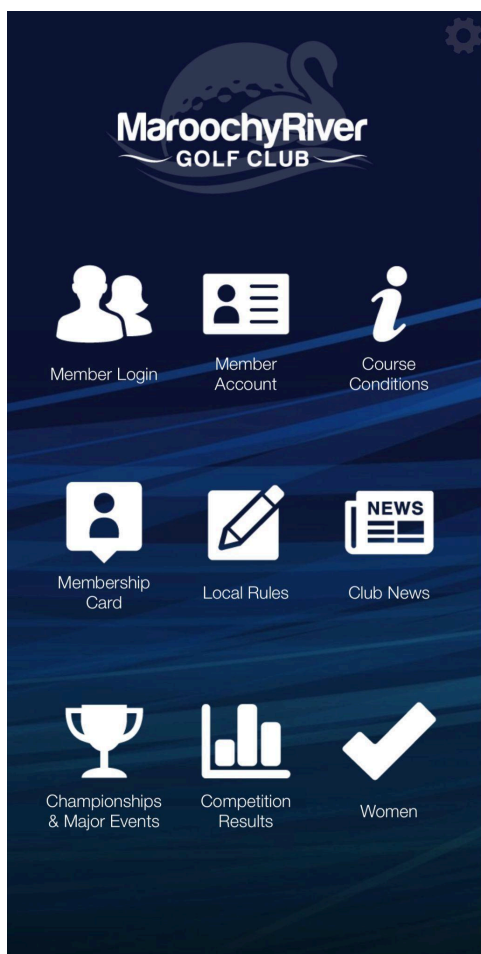 MaroochyRiver
GOLF CLUB
Member Login
Member
Account
Course
Conditions
Membership
Card
Local Rules
NEWS
Club News
Championships
& Major Events
Competition
Results
Women